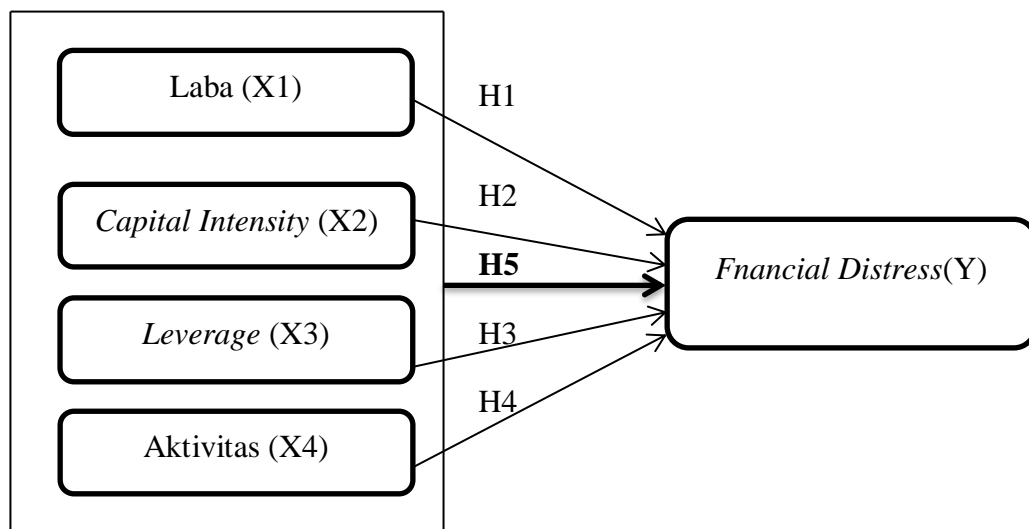 Laba (X1)
H1
Capital Intensity (X2)
H2
H5
Fnancial Distress(Y)
Leverage (X3)
H3
H4
Aktivitas (X4)